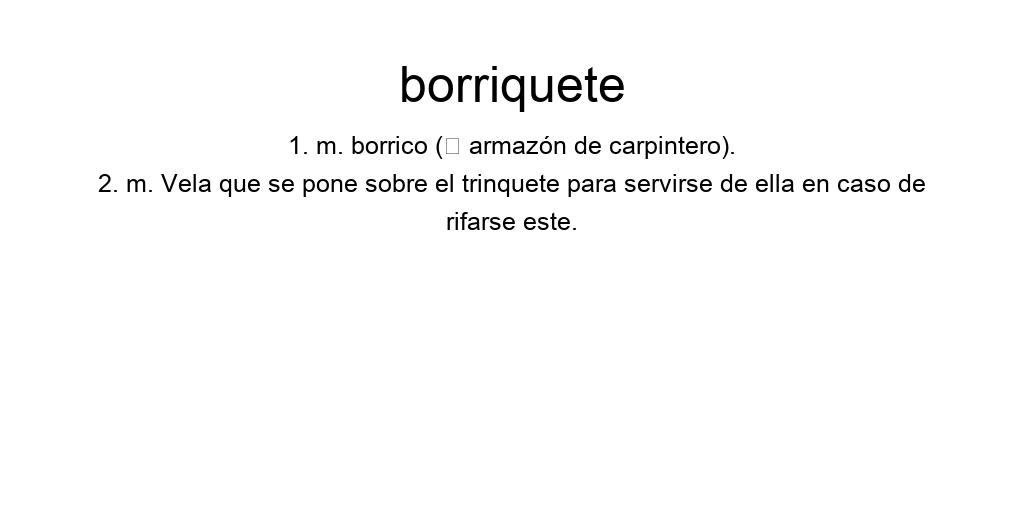 borriquete
1. m. borrico (□ armazón de carpintero).
2. m. Vela que se pone sobre el trinquete para servirse de ella en caso de
rifarse este.